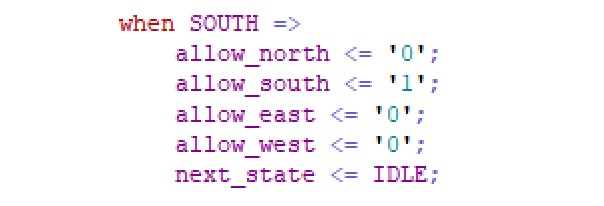 when SOUTH =>
allow_north <= '0';
allow_south <= '1';
allow_east <= '0';
allow_west <= '0';
next_state <= IDLE;